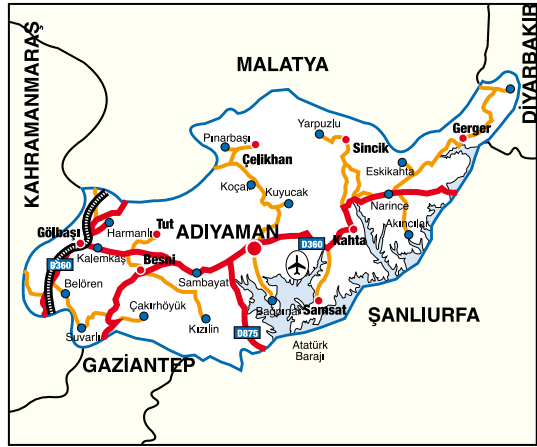 KAHRAMANMARAŞ
MALATYA
DİYARBAKIR
Pınarbaşı
Yarpuzlu
Gerger
Çelikhan
Sincik
Eskikahta
Koçalı
Kuyucak
Narince
Tut
Harmanlı
ADIYAMAN
Akıncılar
Gölbaşı
D360
Kahta
Kalemkaş
Besni
D360
Sambayat
Belören
Çakırhöyük
Bağpınar
Samsat
ŞANLIURFA
Kızılin
Suvarlı
D875
Atatürk
Barajı
GAZİANTEP